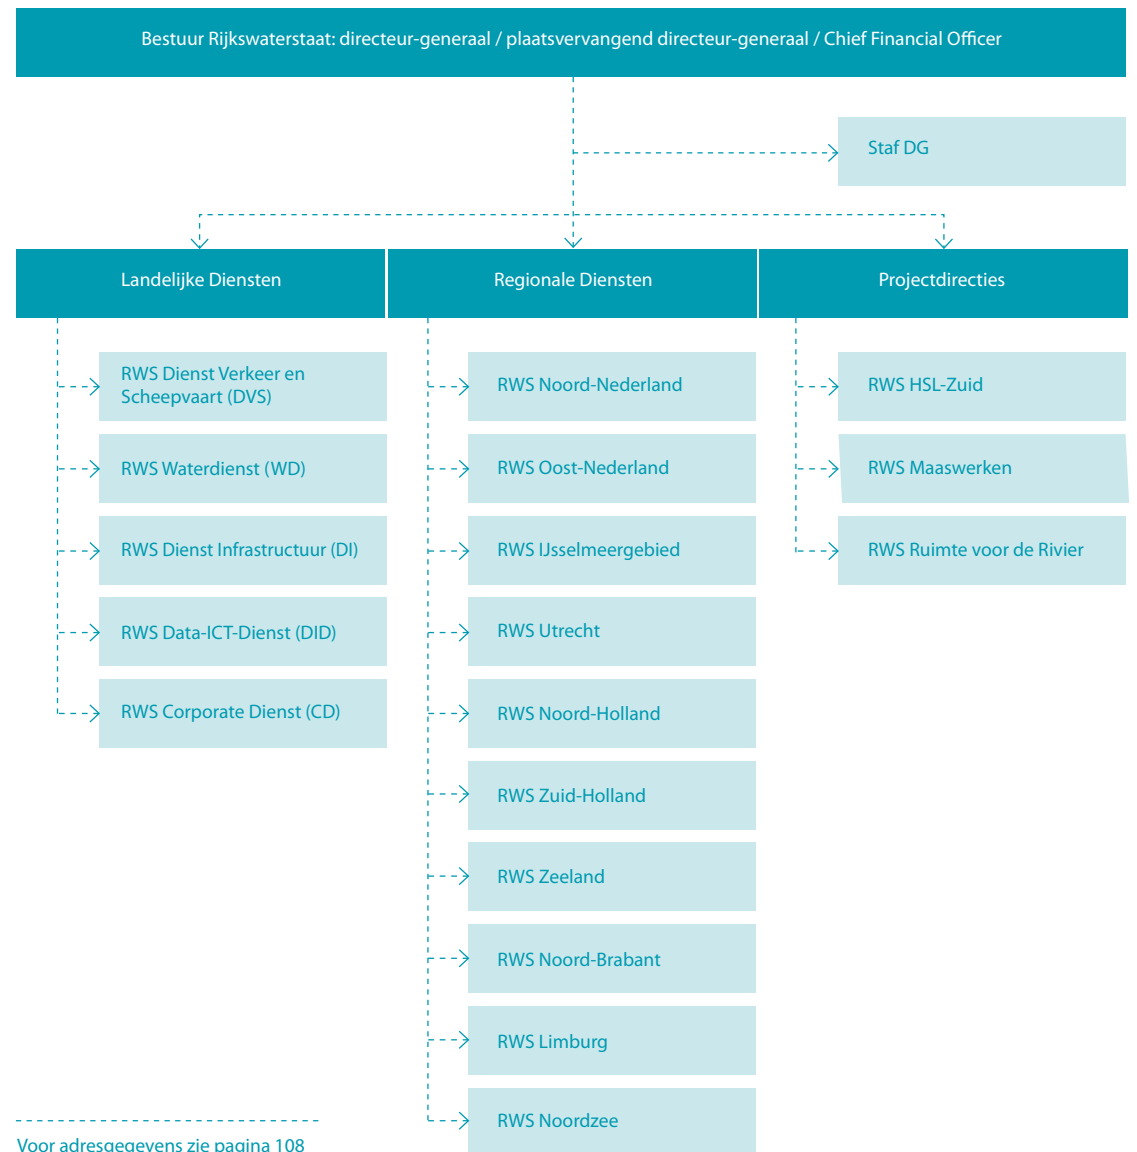 Bestuur Rijkswaterstaat: directeur-generaal / plaatsvervangend directeur-generaal / Chief Financial Officer
Staf DG
Landelijke Diensten
Regionale Diensten
Projectdirecties
RWS Dienst Verkeer en
Scheepvaart (DVS)
RWS Waterdienst (WD)
RWS Dienst Infrastructuur (DI)
RWS Data-ICT-Dienst (DID)
RWS Corporate Dienst (CD)
RWS Noord-Nederland
RWS Oost-Nederland
RWS IJsselmeergebied
RWS Utrecht
RWS Noord-Holland
RWS Zuid-Holland
RWS Zeeland
RWS Noord-Brabant
RWS Limburg
RWS Noordzee
RWS HSL-Zuid
RWS Maaswerken
RWS Ruimte voor de Rivier
Voor adresgegevens zie pagina 108